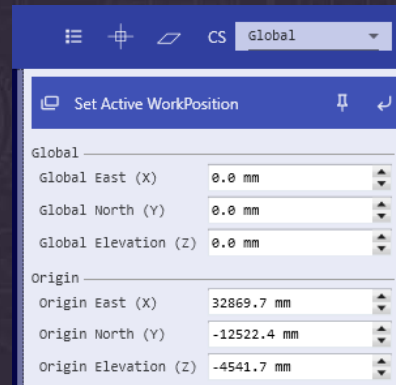 CS Global
Set Active WorkPosition
Global
Global East (X) 0.0 mm
Global North (Y) 0.0 mm
Global Elevation (Z) 0.0 mm
Origin
Origin East (X) 32869.7 mm
Origin North (Y) -12522.4 mm
Origin Elevation (Z) -4541.7 mm